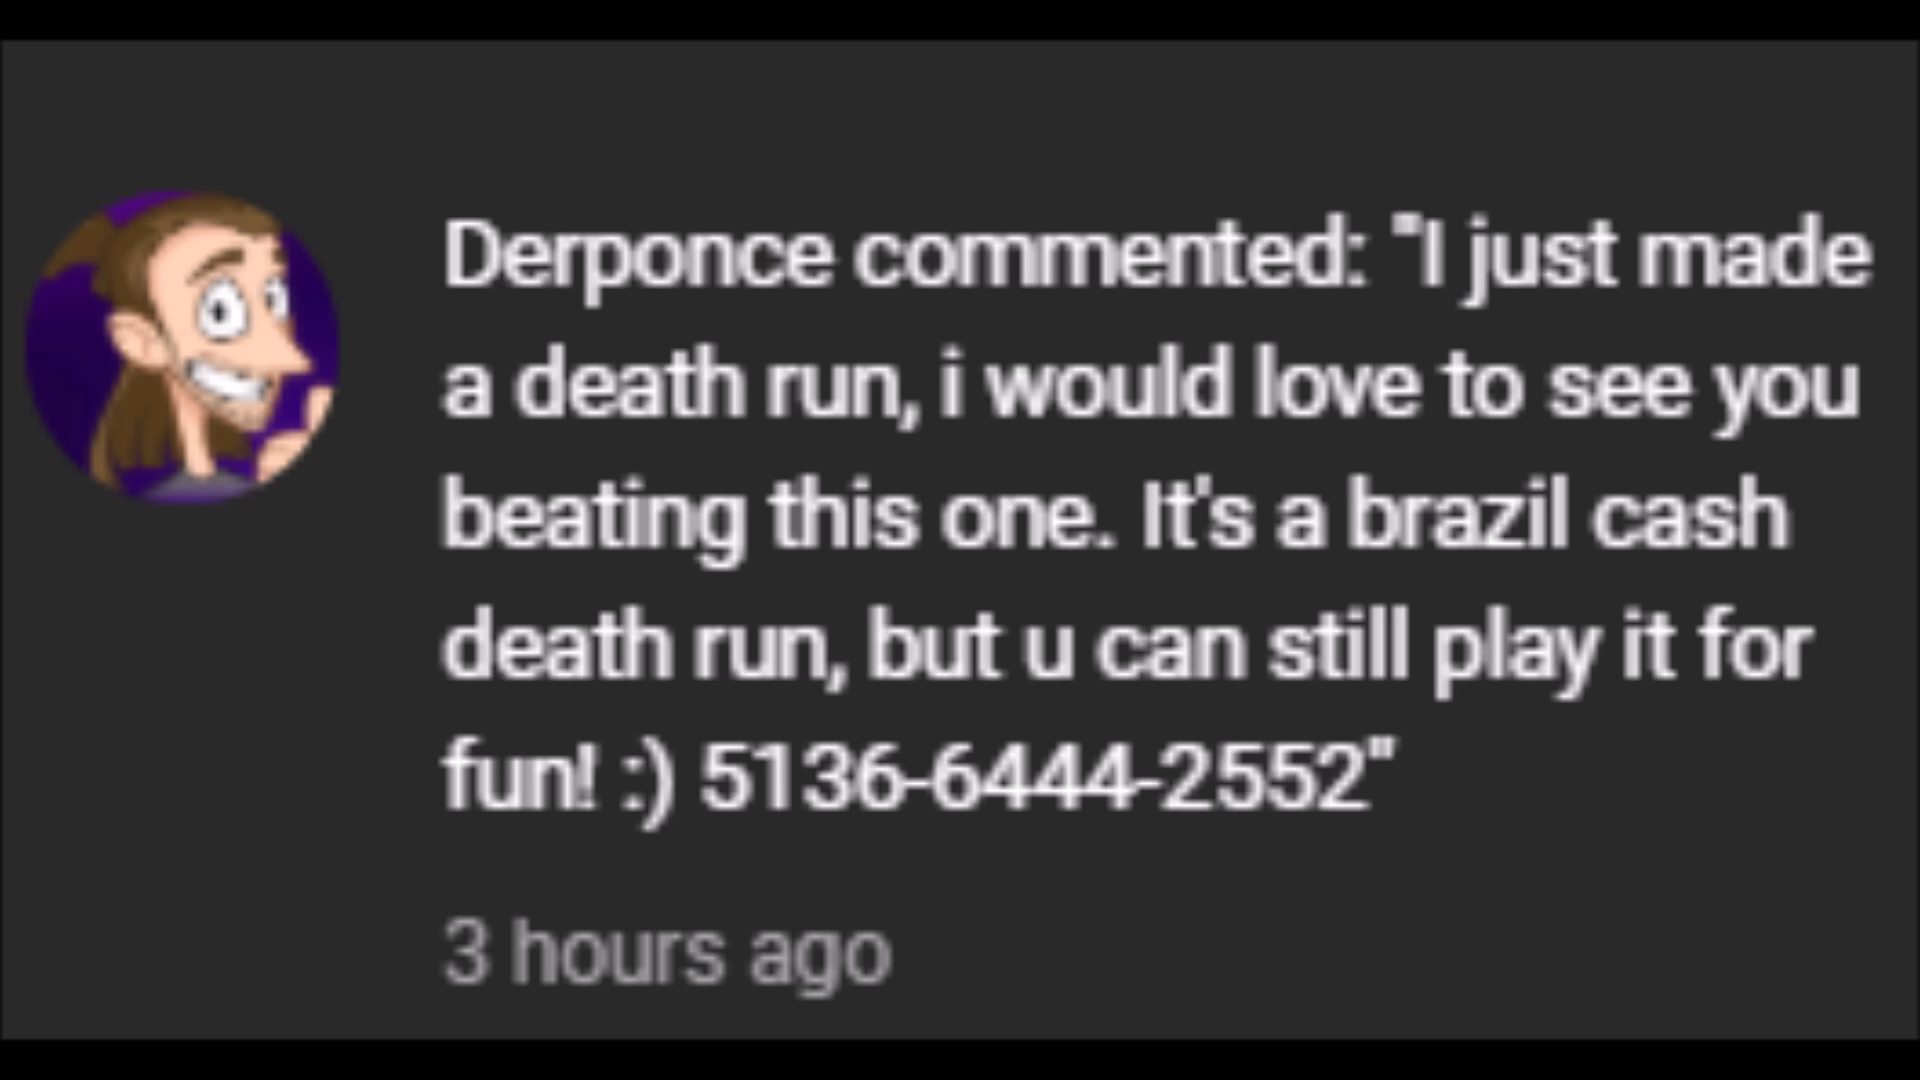 Derponce commented: "I just made
a death run, i would love to see you
beating this one. It's a brazil cash
death run, but u can still play it for
fun! :) 5136-6444-2552"
3 hours ago